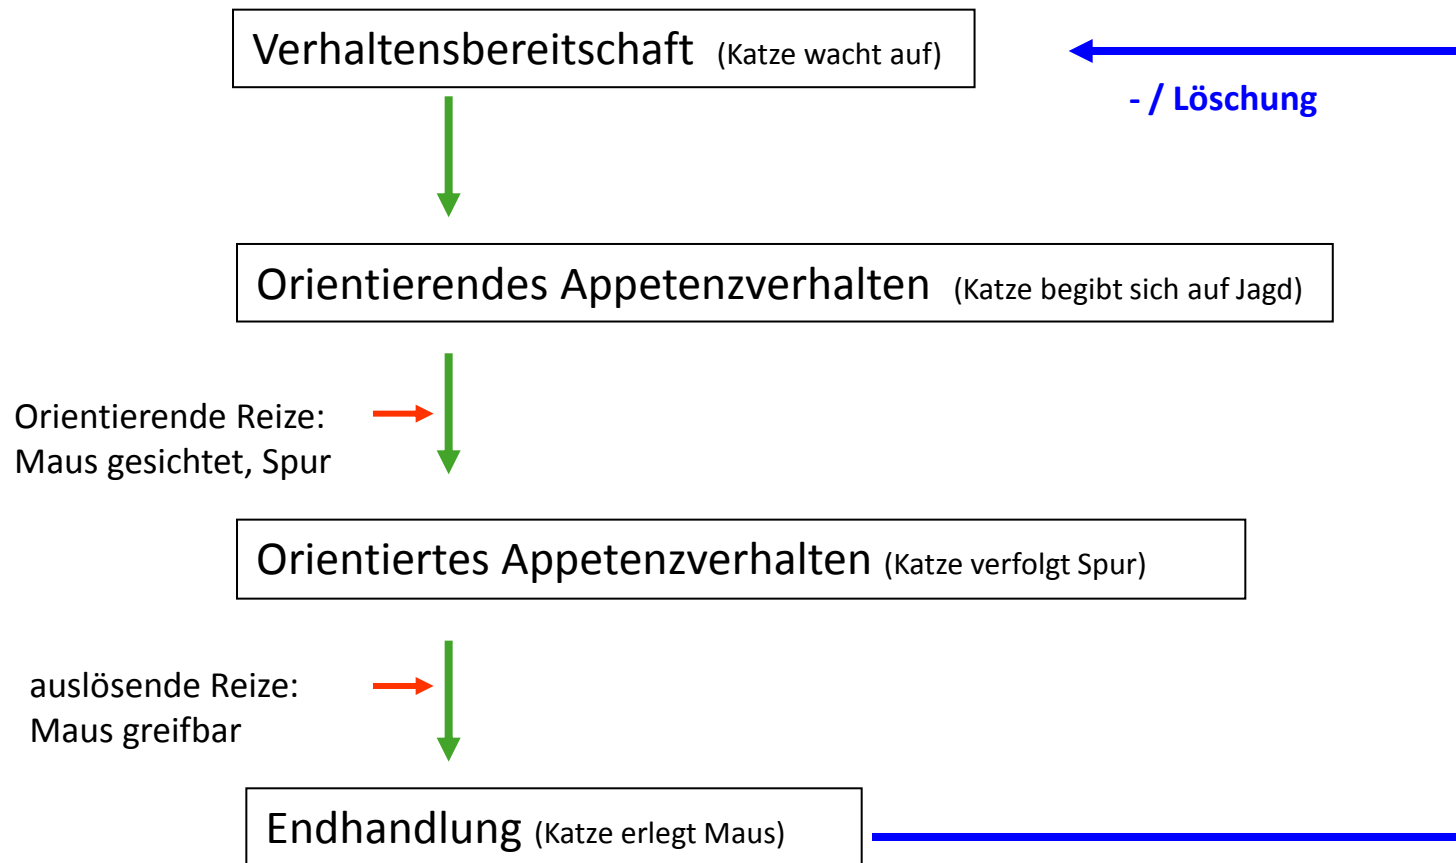 Verhaltensbereitschaft (Katze wacht auf)
- / Löschung
Orientierendes Appetenzverhalten (Katze begibt sich auf Jagd)
Orientierende Reize:
Maus gesichtet, Spur
Orientiertes Appetenzverhalten (Katze verfolgt Spur)
auslösende Reize:
Maus greifbar
Endhandlung (Katze erlegt Maus)